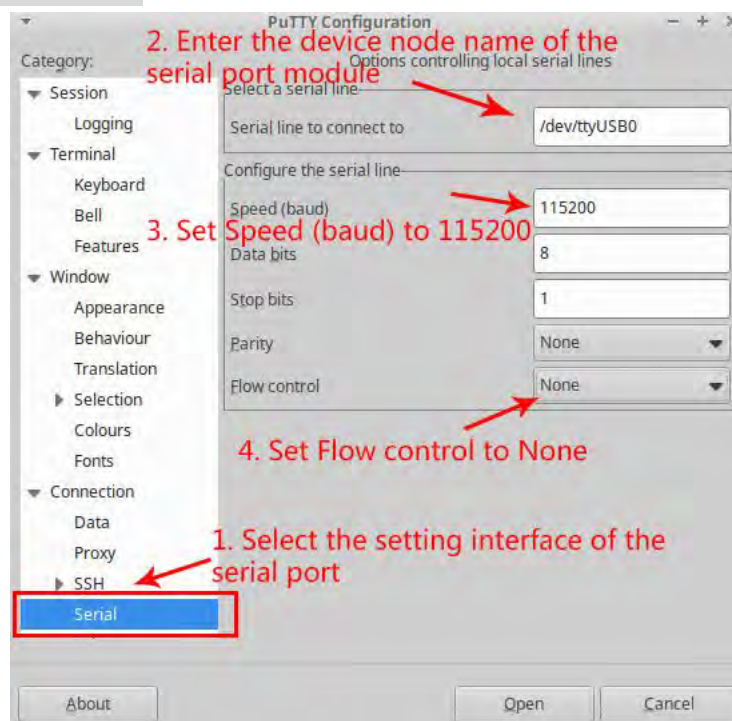 PuTTY Configuration
2. Enter the device node name of the
serial port module
Category:
Options controlling local serial lines
Session
Logging
Terminal
Keyboard
Bell
Features
Window
Appearance
Behaviour
Translation
Selection
Colours
Fonts
Connection
Data
Proxy
SSH
Serial
Select a serial line
Serial line to connect to
/dev/ttyUSB0
Configure the serial line
Speed (baud)
115200
3. Set Speed (baud) to 115200
Data bits
8
Stop bits
1
Parity
None
Flow control
None
4. Set Flow control to None
1. Select the setting interface of the
serial port
About
Open
Cancel